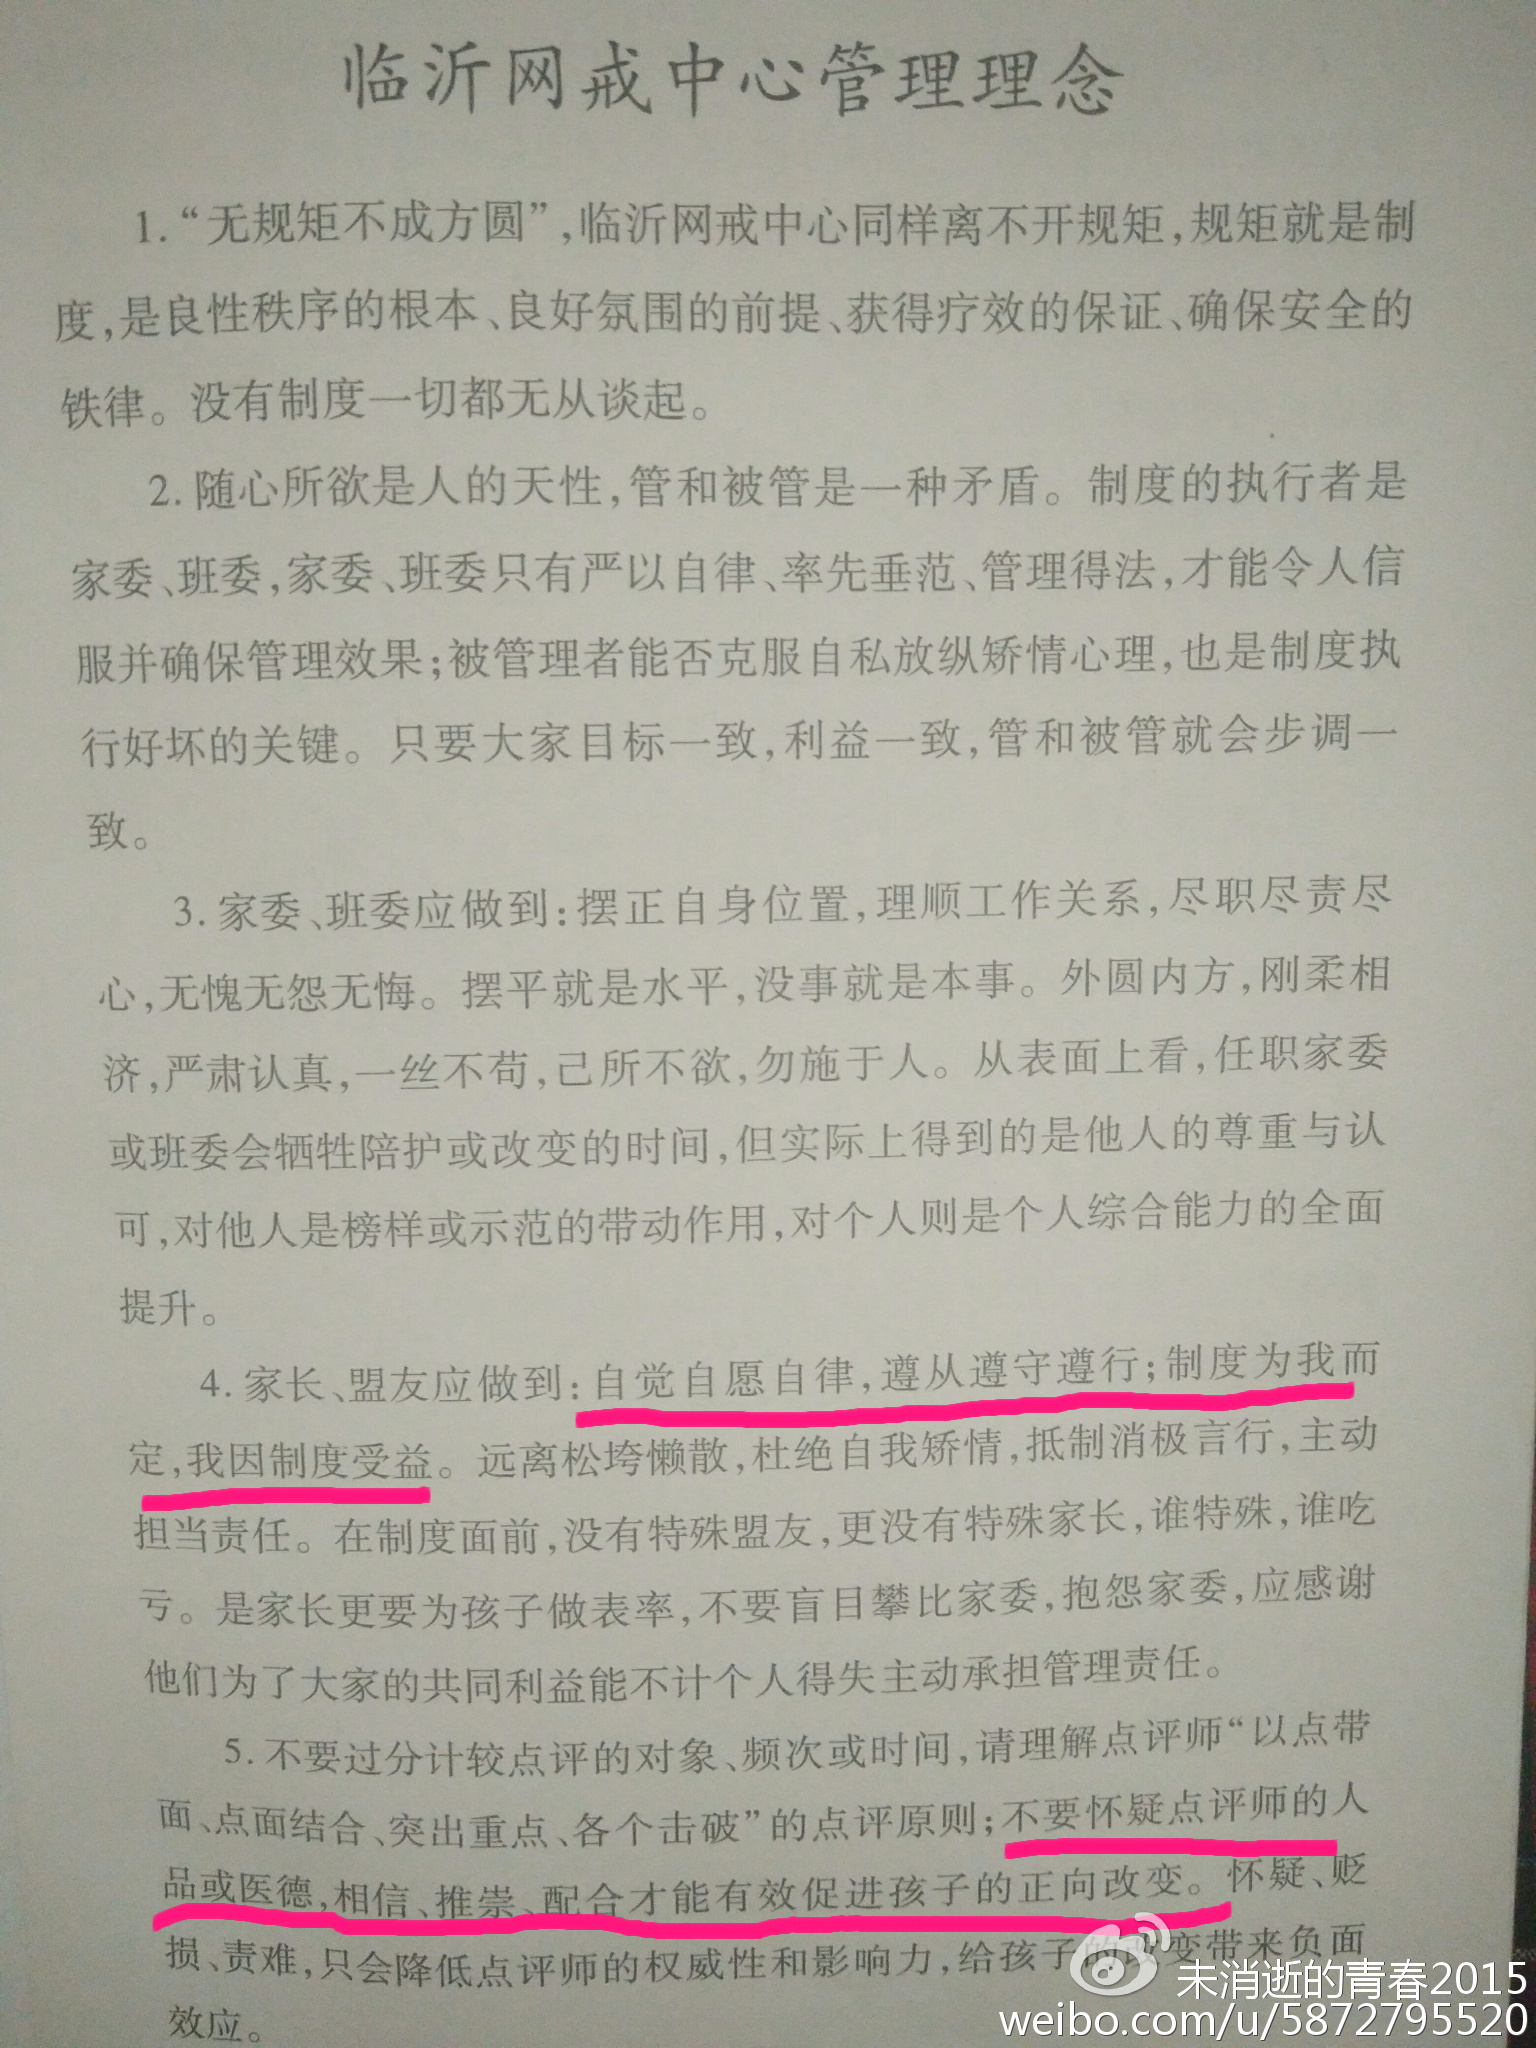 临沂网戒中心管理理念
1.“无规矩不成方圆”,临沂网戒中心同样离不开规矩,规矩就是制
度,是良性秩序的根本、良好氛围的前提、获得疗效的保证、确保安全的
铁律。没有制度一切都无从谈起。
2.随心所欲是人的天性,管和被管是一种矛盾。制度的执行者是
家委、班委,家委、班委只有严以自律、率先垂范、管理得法,才能令人信
服并确保管理效果;被管理者能否克服自私放纵矫情心理,也是制度执
行好坏的关键。只要大家目标一致,利益一致,管和被管就会步调一
致。
3.家委、班委应做到:摆正自身位置,理顺工作关系,尽职尽责尽
心,无愧无怨无悔。摆平就是水平,没事就是本事。外圆内方,刚柔相
济,严肃认真,一丝不苟,己所不欲,勿施于人。从表面上看,任职家委
或班委会牺牲陪护或改变的时间,但实际上得到的是他人的尊重与认
可,对他人是榜样或示范的带动作用,对个人则是个人综合能力的全面
提升。
4.家长、盟友应做到:自觉自愿自律,遵从遵守遵行;制度为我而
定,我因制度受益。远离松垮懒散,杜绝自我矫情,抵制消极言行,主动
担当责任。在制度面前,没有特殊盟友,更没有特殊家长,谁特殊,谁吃
亏。是家长更要为孩子做表率,不要盲目攀比家委,抱怨家委,应感谢
他们为了大家的共同利益能不计个人得失主动承担管理责任。
5.不要过分计较点评的对象、频次或时间,请理解点评师“以点带
面、点面结合、突出重点、各个击破”的点评原则;不要怀疑点评师的人
品或医德,相信、推崇、配合才能有效促进孩子的正向改变。怀疑、贬
损、责难,只会降低点评师的权威性和影响力,给孩子的改变带来负面
效应。
未消逝的青春2015
weibo.com/u/5872795520